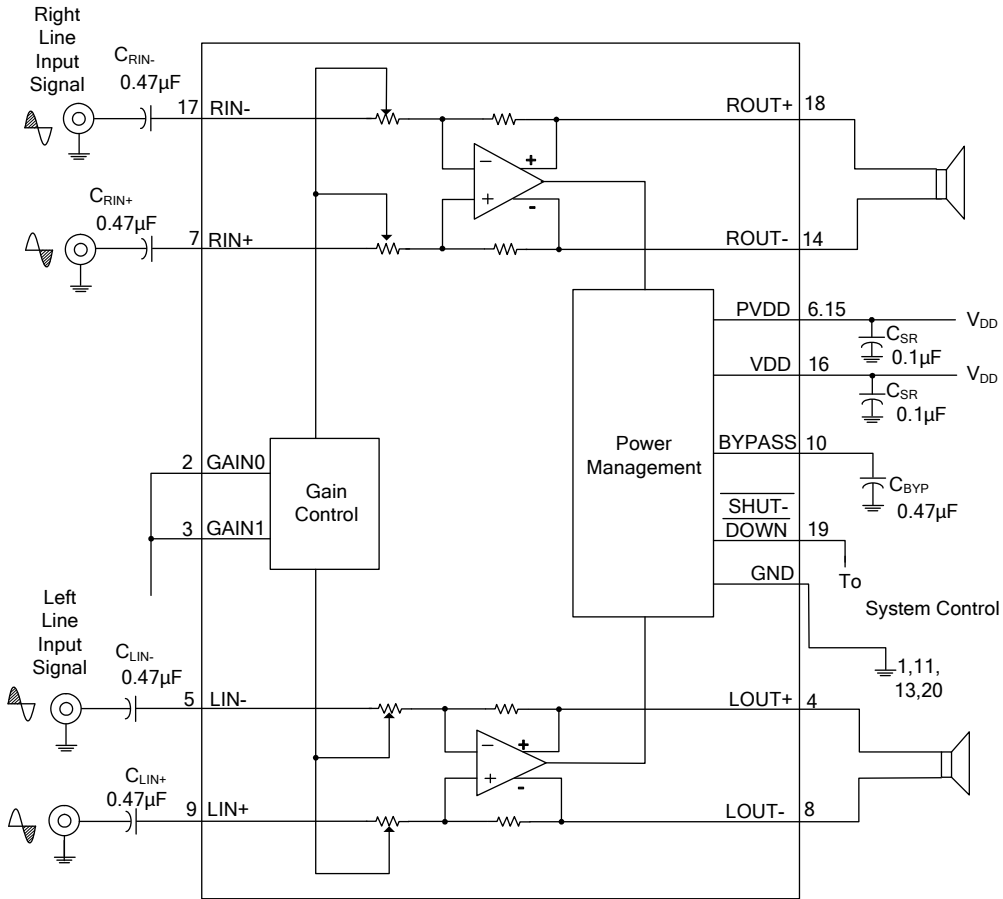 Right
Line
Input
Signal
CRIN-
0.47µF
17 RIN-
ROUT+ 18
CRIN+
0.47µF
7 RIN+
ROUT- 14
PVDD 6.15
VDD
CSR
0.1µF
VDD 16
VDD
CSR
0.1µF
Power
Management
BYPASS 10
CBYP
0.47µF
SHUT-
DOWN 19
To
System Control
GND
1,11,
13,20
2 GAIN0
Gain
Control
3 GAIN1
Left
Line
Input
Signal
CLIN-
0.47µF
5 LIN-
LOUT+ 4
CLIN+
0.47µF
9 LIN+
LOUT- 8
- + + -
- + + -